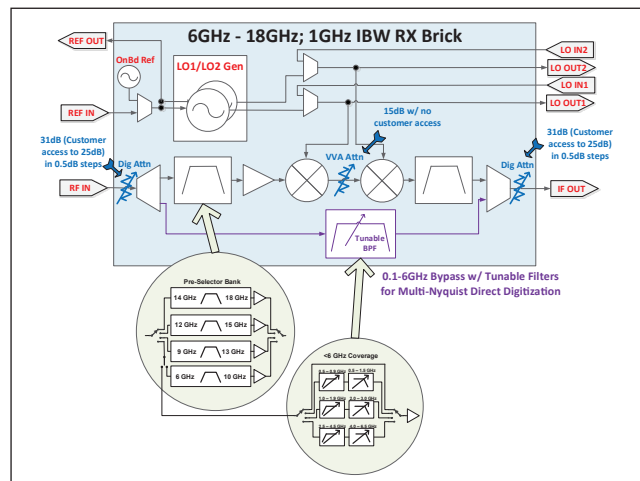 6GHz - 18GHz; 1GHz IBW RX Brick
REF OUT
OnBd Ref
LO1/LO2 Gen
REF IN
LO IN2
LO OUT2
LO IN1
LO OUT1
15dB w/ no
customer
access
31dB (Customer
access to 25dB)
in 0.5dB steps
Dig Attn
RF IN
VVA Attn
31dB (Customer
access to 25dB)
in 0.5dB steps
Dig Attn
IF OUT
Tunable
BPF
0.1-6GHz Bypass w/ Tunable Filters
for Multi-Nyquist Direct Digitization
Pre-Selector Bank
14 GHz
18 GHz
12 GHz
15 GHz
9 GHz
13 GHz
6 GHz
10 GHz
<6 GHz Coverage